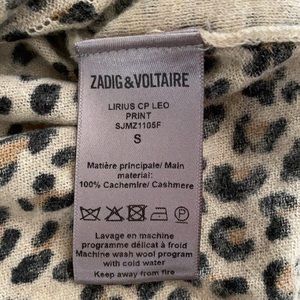 ZADIG&VOLTAIRE
LIRIUS CP LEO
PRINT
SJMZ1105F
S
Matière principale/ Main
material:
100% Cachemire/ Cashmere
Lavage en machine
programme délicat à froid
Machine wash wool program
with cold water
Keep away from fire